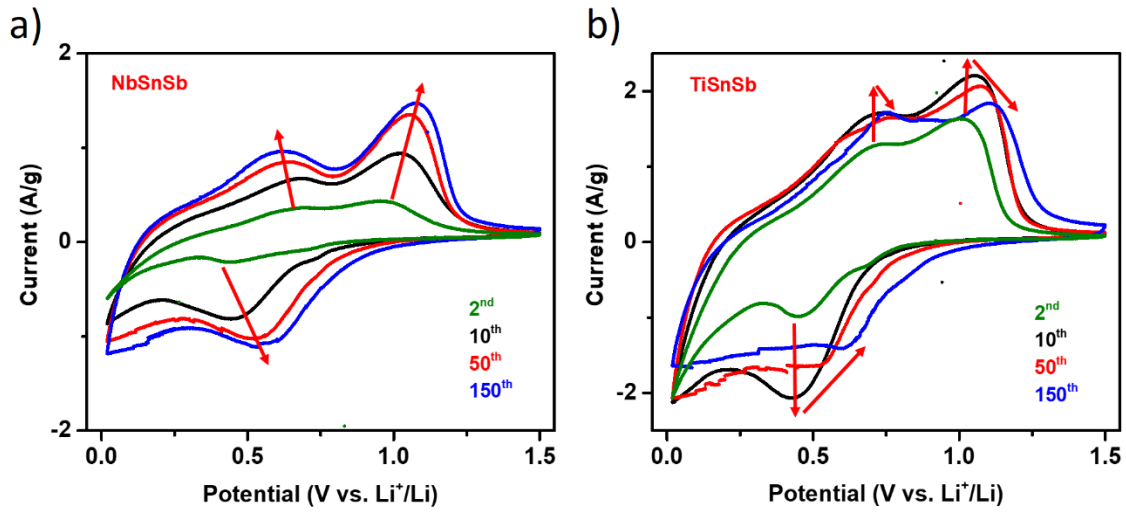 a)
NbSnSb
2
1
0
-1
-2
Current (A/g)
2nd
10th
50th
150th
0.0 0.5 1.0 1.5
Potential (V vs. Li+/Li)
b)
TiSnSb
2
0
-2
Current (A/g)
2nd
10th
50th
150th
0.0 0.5 1.0 1.5
Potential (V vs. Li+/Li)